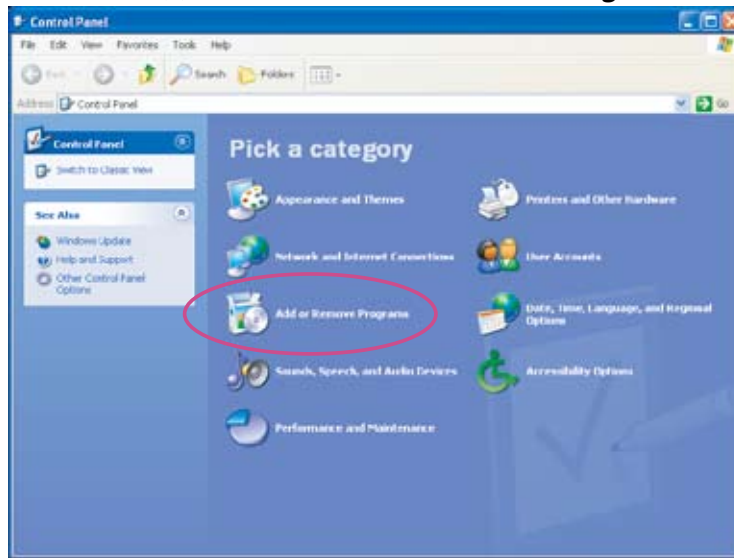 Control Panel
File Edit View Favorites Tools Help
Search Folders
Address Control Panel Go
Control Panel
Switch to Classic View
See Also
Windows Update
Help and Support
Other Control Panel
Options
Pick a category
Appearance and Themes
Printers and Other Hardware
Network and Internet Connections
User Accounts
Add or Remove Programs
Date, Time, Language, and Regional
Options
Sounds, Speech, and Audio Devices
Accessibility Options
Performance and Maintenance